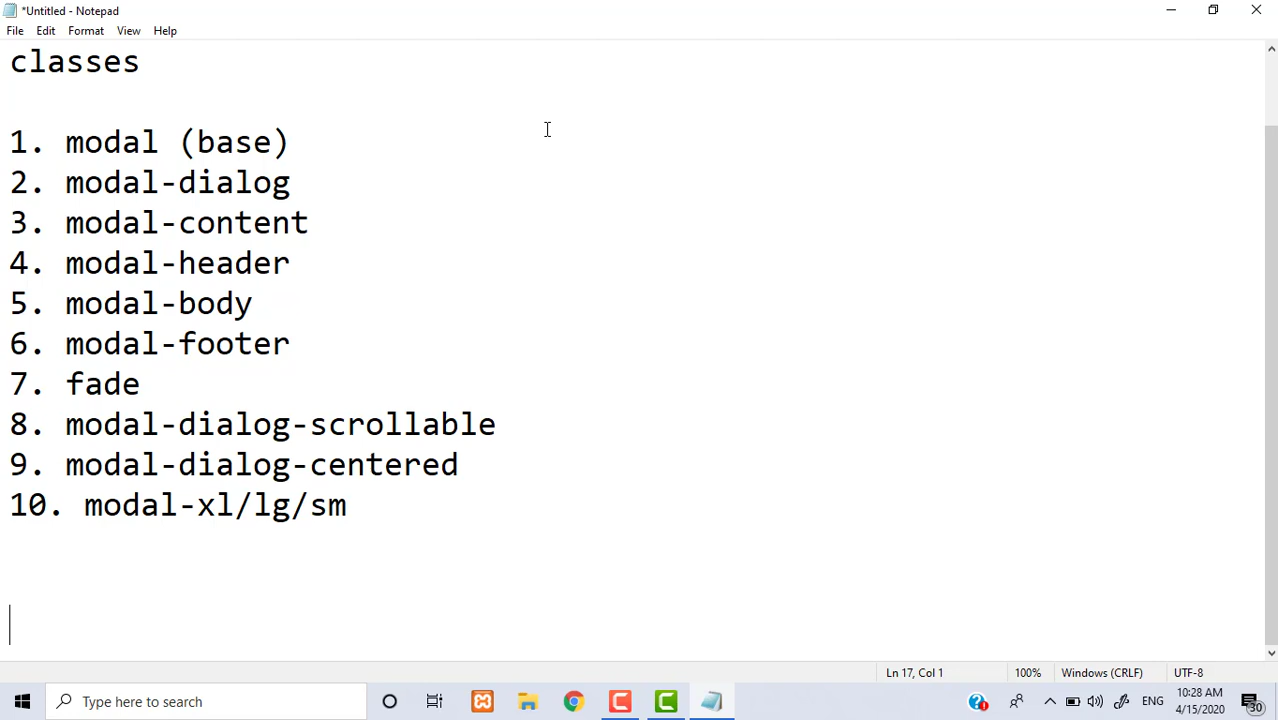 *Untitled - Notepad
File Edit Format View Help
classes
1. modal (base)
2. modal-dialog
3. modal-content
4. modal-header
5. modal-body
6. modal-footer
7. fade
8. modal-dialog-scrollable
9. modal-dialog-centered
10. modal-xl/lg/sm
Ln 17, Col 1 100% Windows (CRLF) UTF-8
Type here to search
ENG
10:28 AM
4/15/2020
30